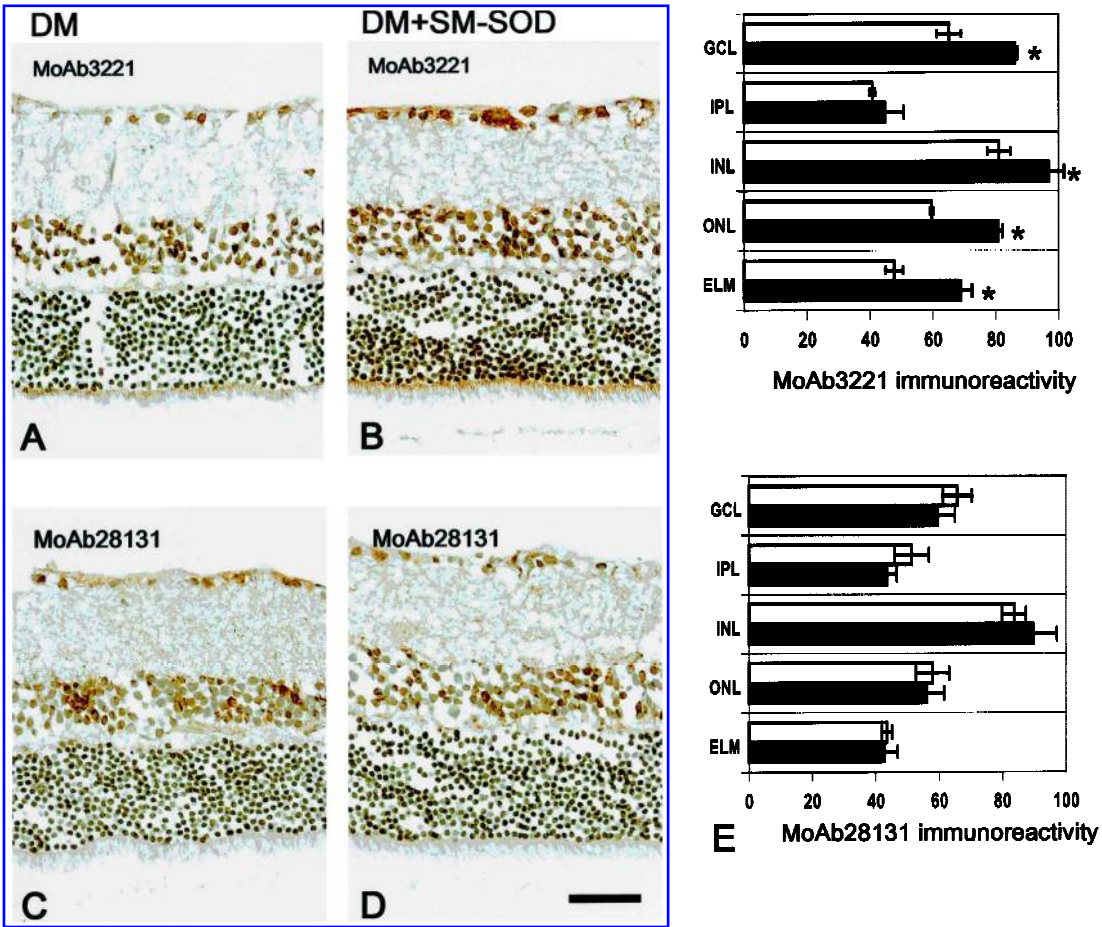 DM
DM+SM-SOD
MoAb3221
MoAb3221
A
B
MoAb28131
MoAb28131
C
D
GCL
*
IPL
INL
*
ONL
*
ELM
*
0 20 40 60 80 100
MoAb3221 immunoreactivity
GCL
IPL
INL
ONL
ELM
0 20 40 60 80 100
E
MoAb28131 immunoreactivity